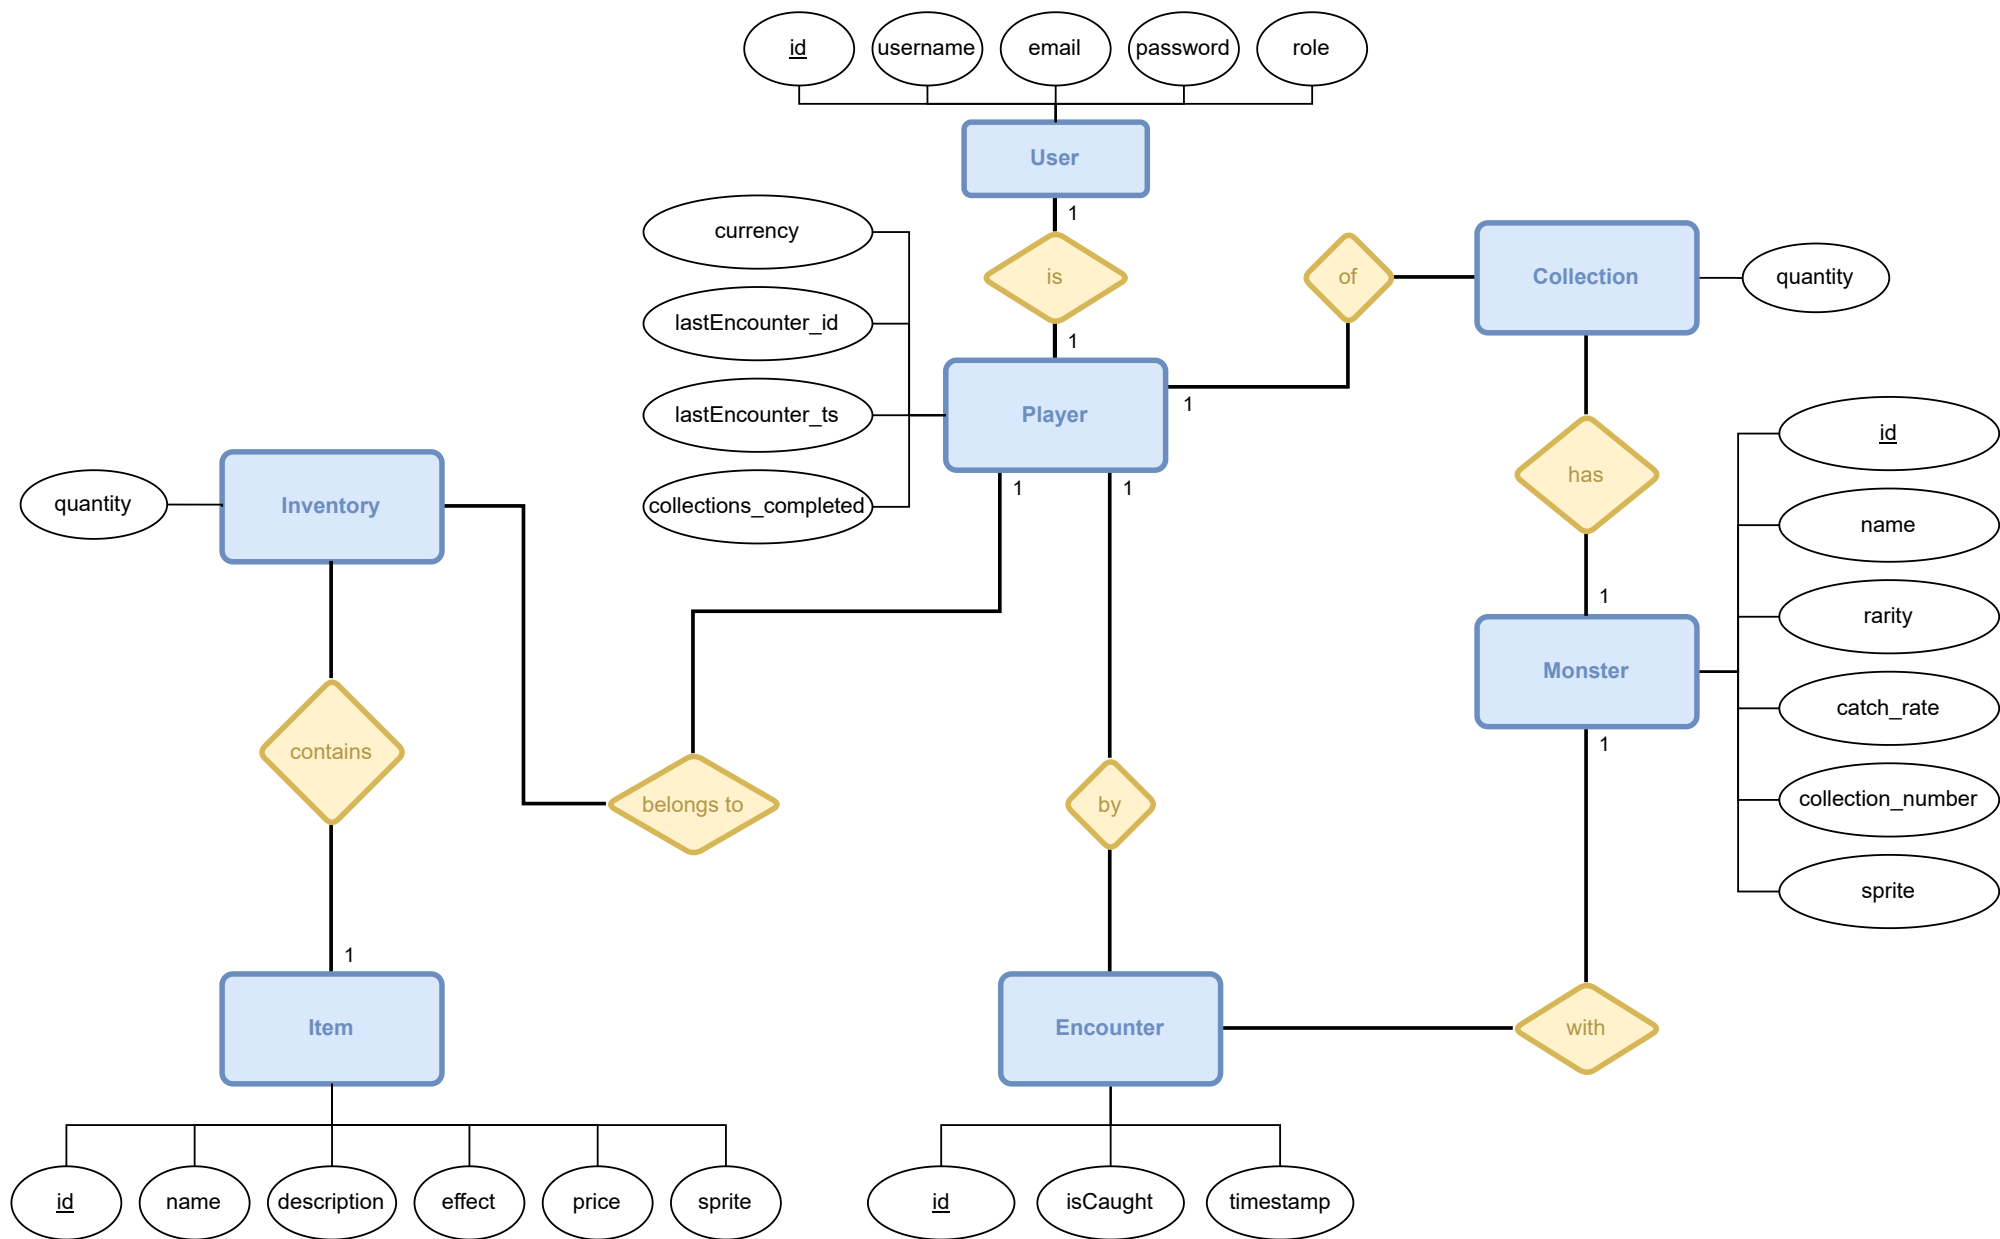 id
username
email
password
role
User
1
is
1
currency
lastEncounter_id
lastEncounter_ts
collections_completed
Player
1
1
1
of
Collection
quantity
has
1
Monster
1
id
name
rarity
catch_rate
collection_number
sprite
quantity
Inventory
contains
belongs to
by
with
1
Item
Encounter
id
name
description
effect
price
sprite
id
isCaught
timestamp